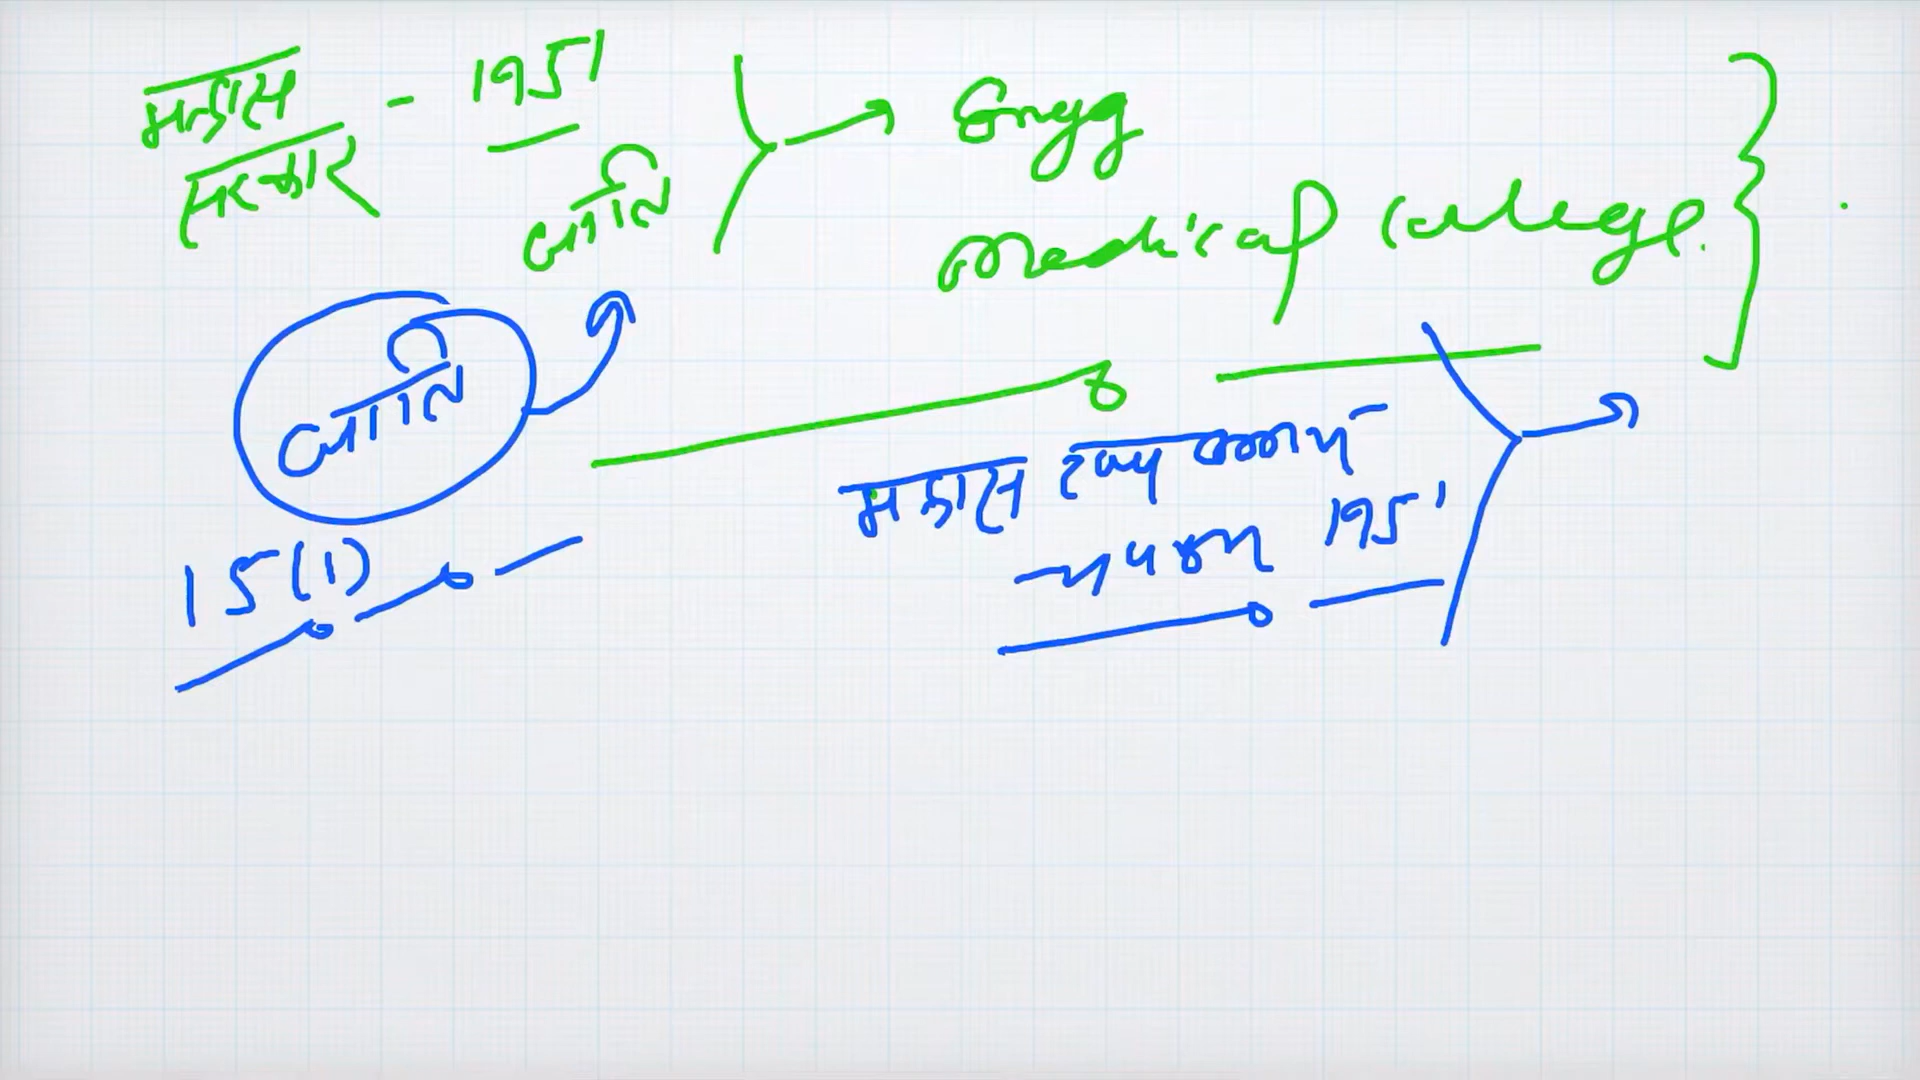 मद्रास - 1951
सरकार
जाति
Engg
Medical College.
जाति
15(1)
मद्रास राज्य बनाम
चंपकम 1951